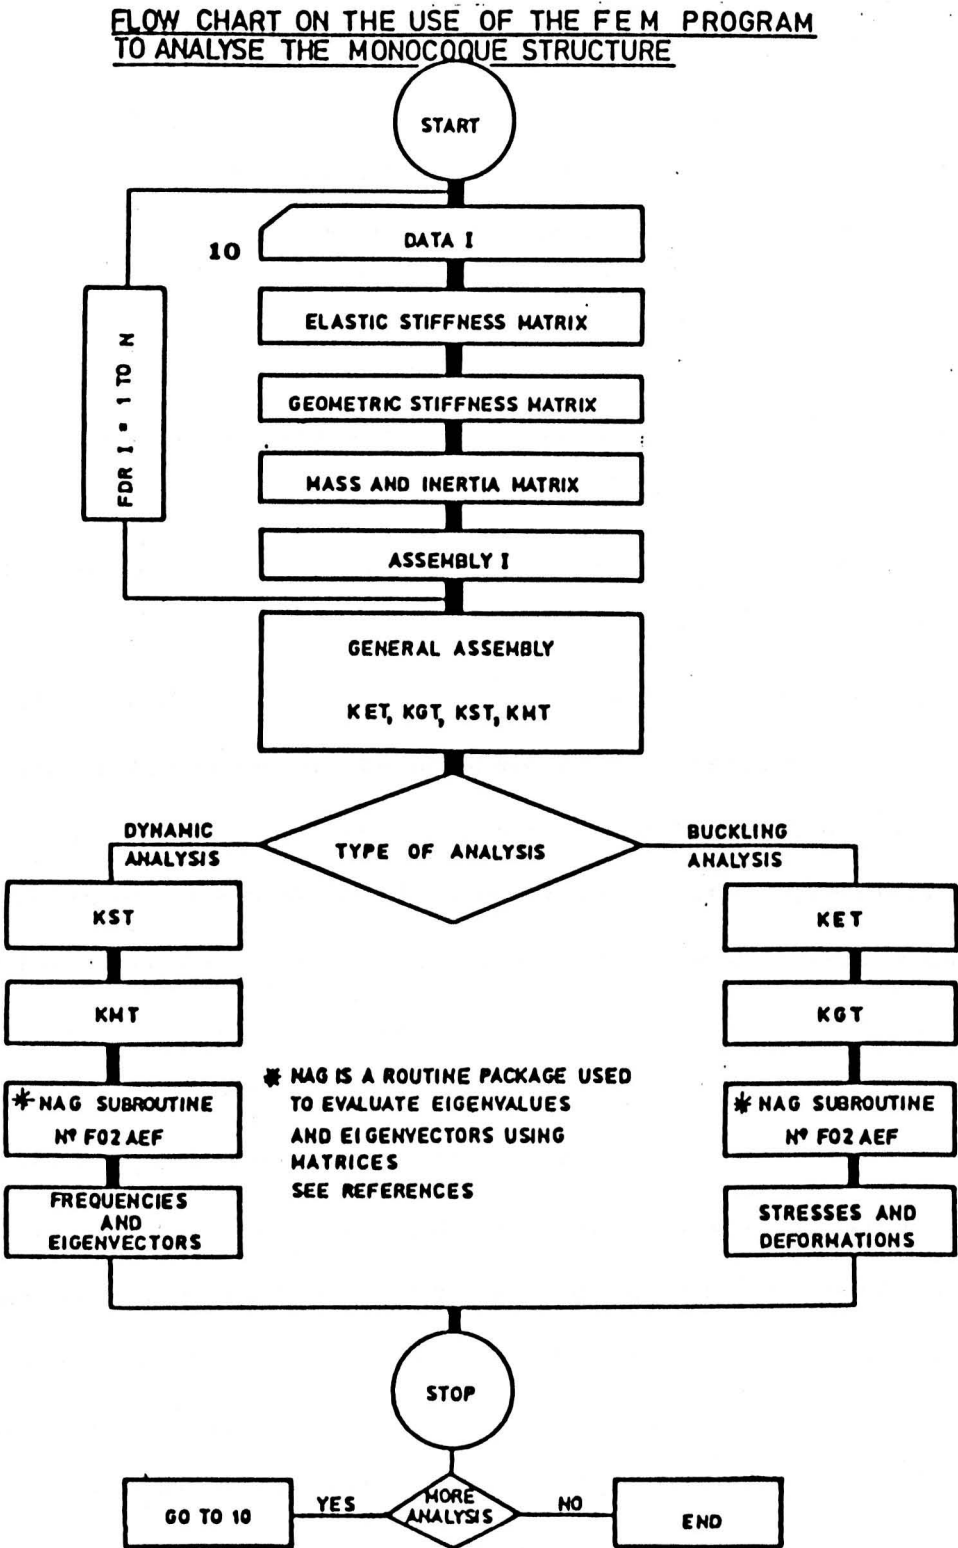 FLOW CHART ON THE USE OF THE FEM PROGRAM
TO ANALYSE THE MONOCOQUE STRUCTURE
START
10
DATA I
ELASTIC STIFFNESS MATRIX
FDR I = 1 TO N
GEOMETRIC STIFFNESS MATRIX
MASS AND INERTIA MATRIX
ASSEMBLY I
GENERAL ASSEMBLY
KET, KGT, KST, KMT
TYPE OF ANALYSIS
DYNAMIC
ANALYSIS
BUCKLING
ANALYSIS
KST
KMT
* NAG SUBROUTINE
Nº F02 AEF
FREQUENCIES
AND
EIGENVECTORS
* NAG IS A ROUTINE PACKAGE USED
TO EVALUATE EIGENVALUES
AND EIGENVECTORS USING
MATRICES
SEE REFERENCES
KET
KGT
* NAG SUBROUTINE
Nº F02 AEF
STRESSES AND
DEFORMATIONS
STOP
MORE
ANALYSIS
YES
GO TO 10
NO
END